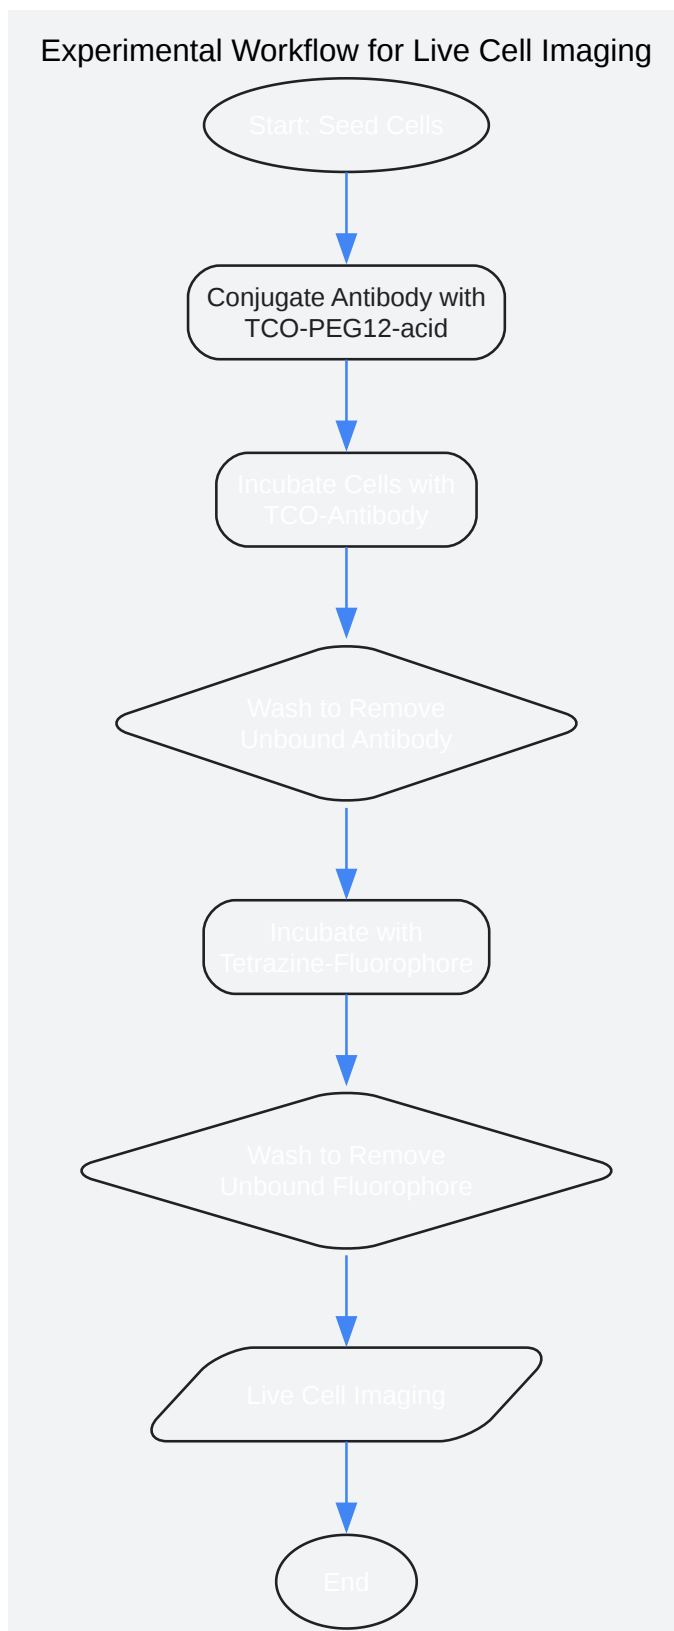 Experimental Workflow for Live Cell Imaging
Start: Seed Cells
Conjugate Antibody with
TCO-PEG12-acid
Incubate Cells with
TCO-Antibody
Wash to Remove
Unbound Antibody
Incubate with
Tetrazine-Fluorophore
Wash to Remove
Unbound Fluorophore
Live Cell Imaging
End